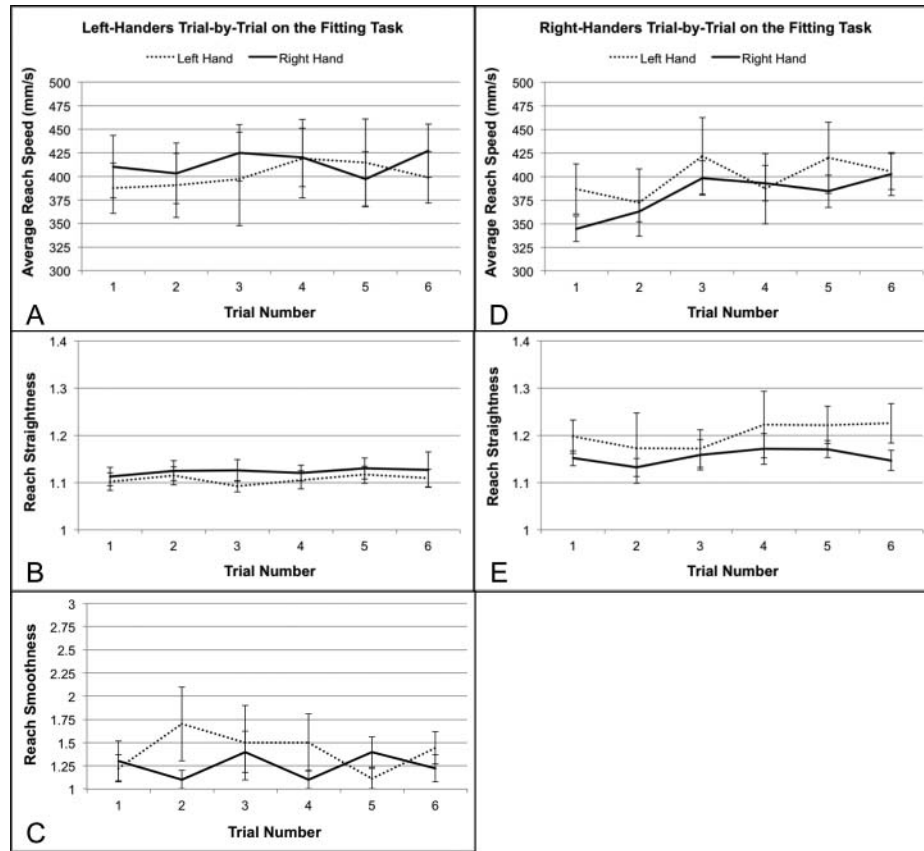 Left-Handers Trial-by-Trial on the Fitting Task
Left Hand Right Hand
Average Reach Speed (mm/s)
500
475
450
425
400
375
350
325
300
1 2 3 4 5 6
Trial Number
A
Right-Handers Trial-by-Trial on the Fitting Task
Left Hand Right Hand
Average Reach Speed (mm/s)
500
475
450
425
400
375
350
325
300
1 2 3 4 5 6
Trial Number
D
Reach Straightness
1.4
1.3
1.2
1.1
1
1 2 3 4 5 6
Trial Number
B
Reach Straightness
1.4
1.3
1.2
1.1
1
1 2 3 4 5 6
Trial Number
E
Reach Smoothness
3
2.75
2.5
2.25
2
1.75
1.5
1.25
1
1 2 3 4 5 6
Trial Number
C